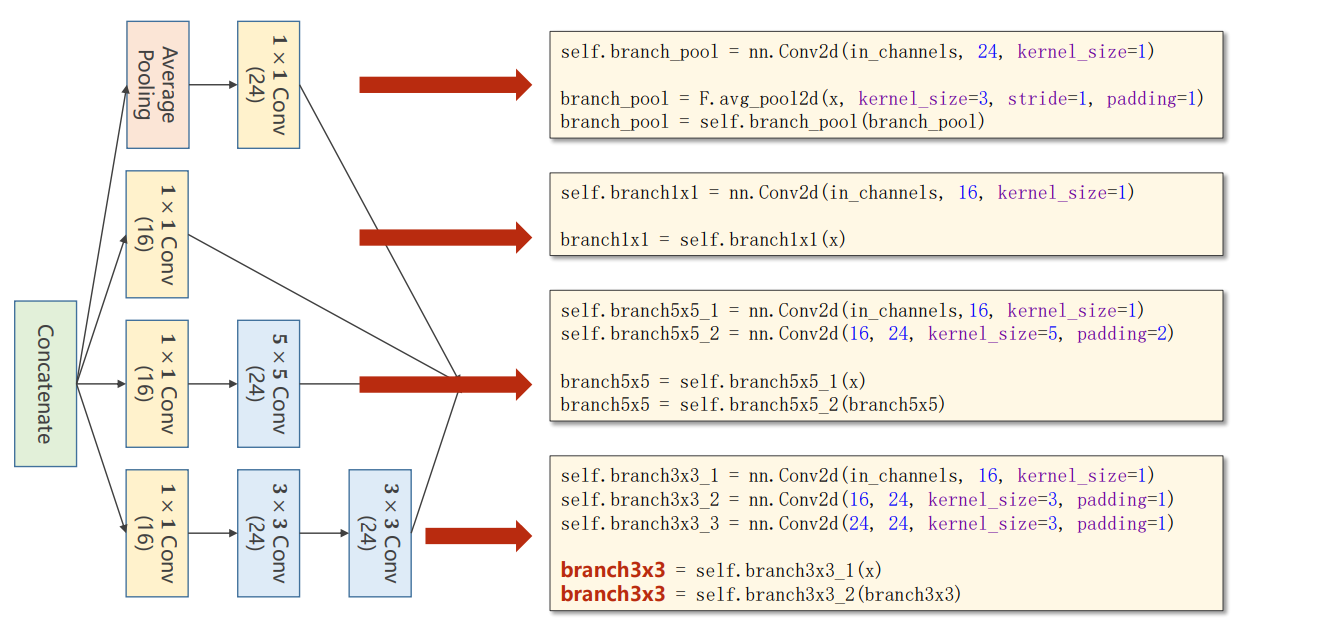 Average
Pooling
1×1 Conv
(24)
1×1 Conv
(16)
Concatenate
1×1 Conv
(16)
5×5 Conv
(24)
1×1 Conv
(16)
3×3 Conv
(24)
3×3 Conv
(24)
self.branch_pool = nn.Conv2d(in_channels, 24, kernel_size=1)
branch_pool = F.avg_pool2d(x, kernel_size=3, stride=1, padding=1)
branch_pool = self.branch_pool(branch_pool)
self.branch1x1 = nn.Conv2d(in_channels, 16, kernel_size=1)
branch1x1 = self.branch1x1(x)
self.branch5x5_1 = nn.Conv2d(in_channels,16, kernel_size=1)
self.branch5x5_2 = nn.Conv2d(16, 24, kernel_size=5, padding=2)
branch5x5 = self.branch5x5_1(x)
branch5x5 = self.branch5x5_2(branch5x5)
self.branch3x3_1 = nn.Conv2d(in_channels, 16, kernel_size=1)
self.branch3x3_2 = nn.Conv2d(16, 24, kernel_size=3, padding=1)
self.branch3x3_3 = nn.Conv2d(24, 24, kernel_size=3, padding=1)
branch3x3 = self.branch3x3_1(x)
branch3x3 = self.branch3x3_2(branch3x3)